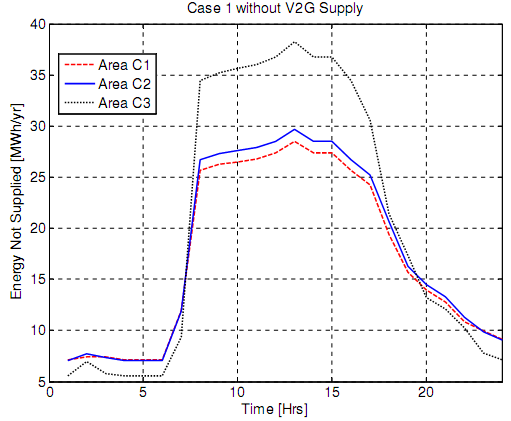 Case 1 without V2G Supply
40
35
30
25
20
15
10
5
Energy Not Supplied [MWh/yr]
Area C1
Area C2
Area C3
0
5
10
15
20
Time [Hrs]